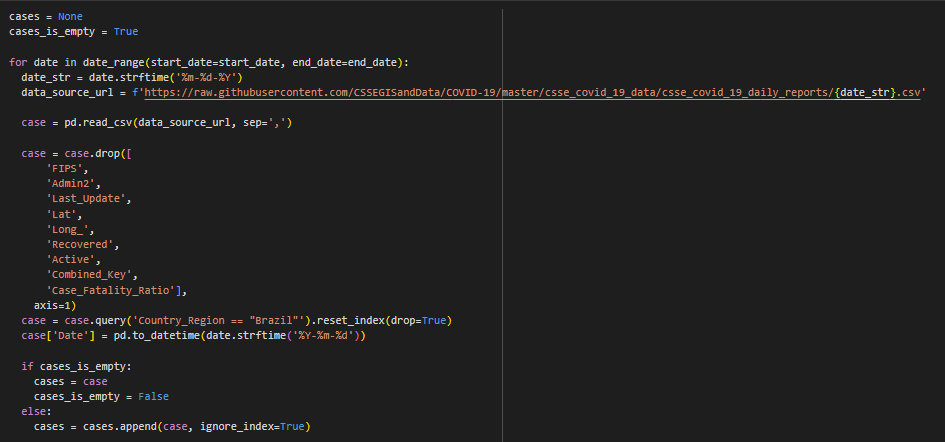 cases = None
cases_is_empty = True
for date in date_range(start_date=start_date, end_date=end_date):
date_str = date.strftime('%m-%d-%Y')
data_source_url = f'https://raw.githubusercontent.com/CSSEGISandData/COVID-19/master/csse_covid_19_data/csse_covid_19_daily_reports/{date_str}.csv'
case = pd.read_csv(data_source_url, sep=',')
case = case.drop([
'FIPS',
'Admin2',
'Last_Update',
'Lat',
'Long_',
'Recovered',
'Active',
'Combined_Key',
'Case_Fatality_Ratio'],
axis=1)
case = case.query('Country_Region == "Brazil"').reset_index(drop=True)
case['Date'] = pd.to_datetime(date.strftime('%Y-%m-%d'))
if cases_is_empty:
cases = case
cases_is_empty = False
else:
cases = cases.append(case, ignore_index=True)